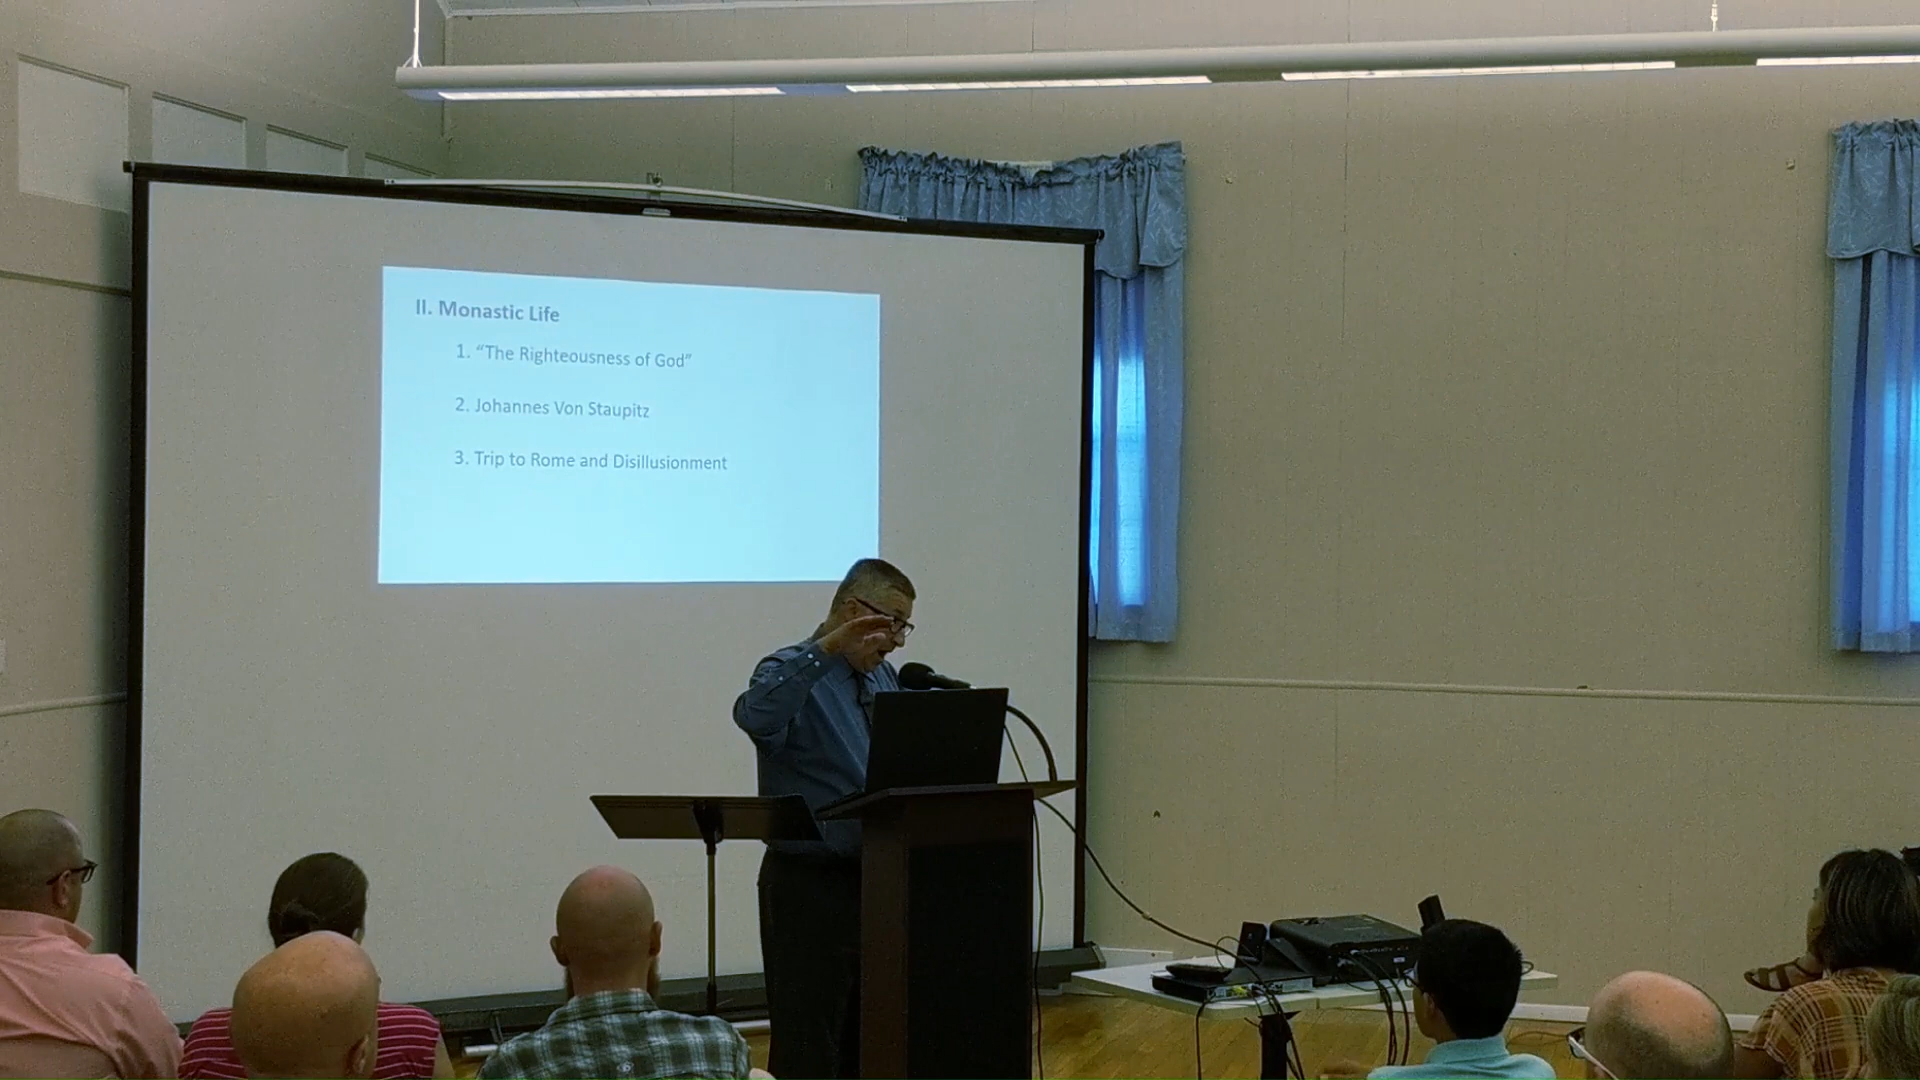 II. Monastic Life
1. “The Righteousness of God”
2. Johannes Von Staupitz
3. Trip to Rome and Disillusionment